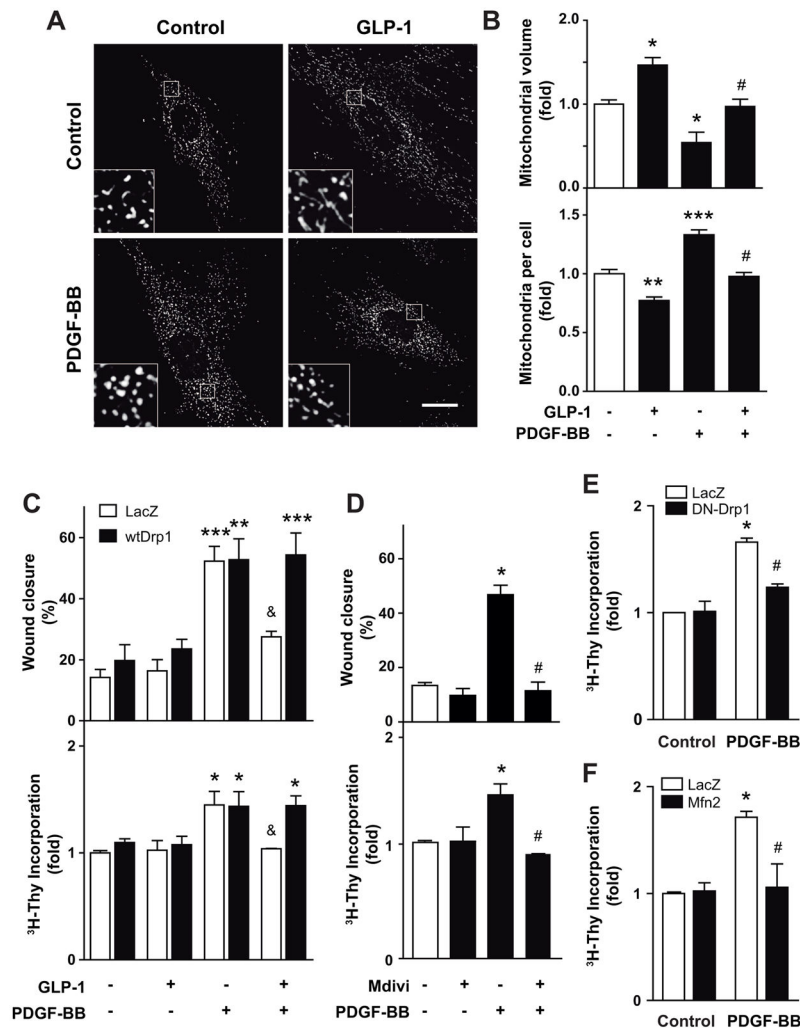 A
Control
GLP-1
Control
PDGF-BB
B
Mitochondrial volume
(fold)
2.0
1.0
0.0
*
*
#
Mitochondria per cell
(fold)
1.5
1.0
0.5
0.0
**
***
#
GLP-1 - + - +
PDGF-BB - - + +
C
LacZ
wtDrp1
Wound closure
(%)
60
40
20
0
*** ** & ***
³H-Thy Incorporation
(fold)
2
1
0
* * & *
GLP-1 - + - +
PDGF-BB - - + +
D
Wound closure
(%)
60
40
20
0
* #
³H-Thy Incorporation
(fold)
2
1
0
* #
Mdivi - + - +
PDGF-BB - - + +
E
LacZ
DN-Drp1
³H-Thy Incorporation
(fold)
2
1
0
* #
Control PDGF-BB
F
LacZ
Mfn2
³H-Thy Incorporation
(fold)
2
1
0
* #
Control PDGF-BB